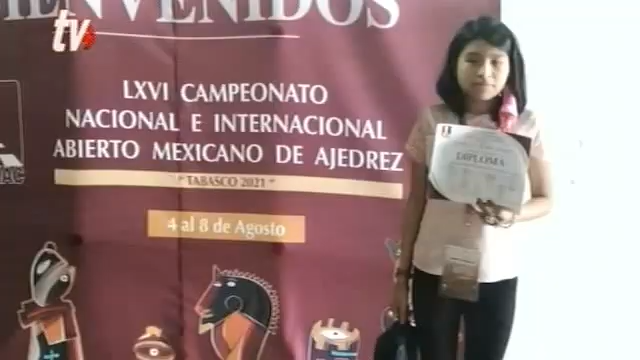 BIENVENIDOS
tv
LXVI CAMPEONATO
NACIONAL E INTERNACIONAL
ABIERTO MEXICANO DE AJEDREZ
TABASCO 2021
4 al 8 de Agosto
DIPLOMA